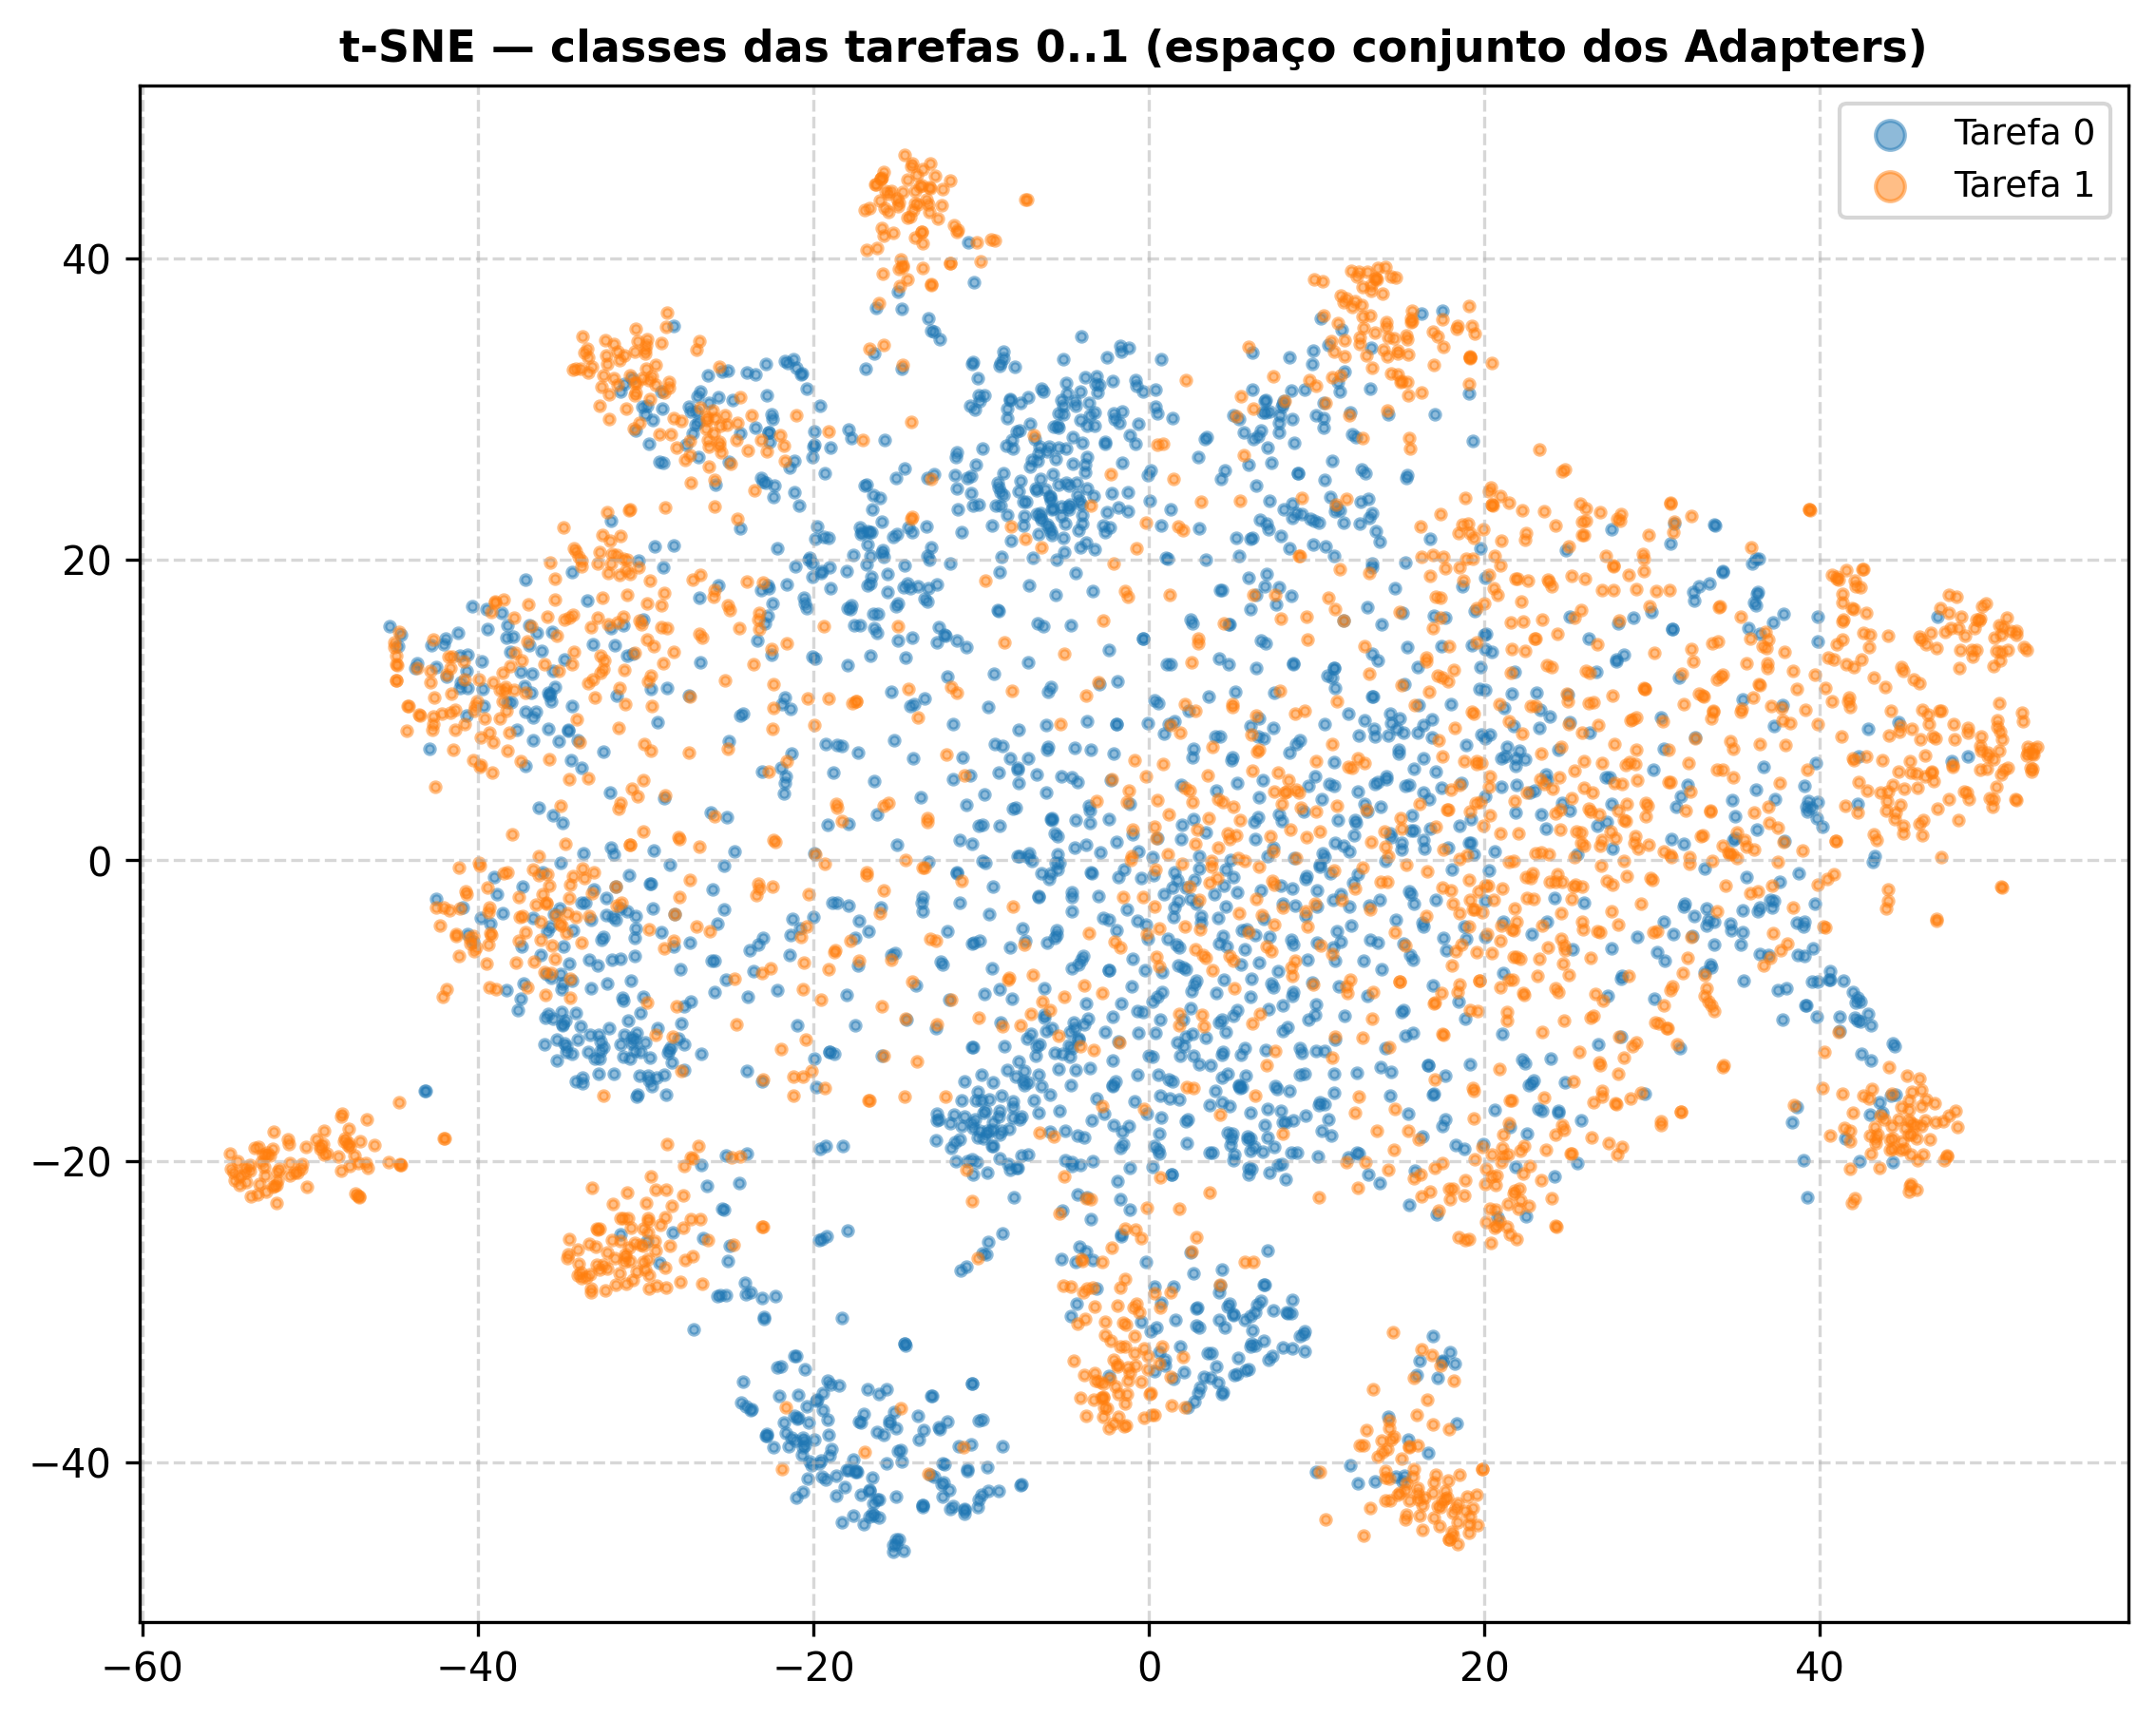 t-SNE — classes das tarefas 0..1 (espaço conjunto dos Adapters)
Tarefa 0
Tarefa 1
40
20
0
−20
−40
−60 −40 −20 0 20 40